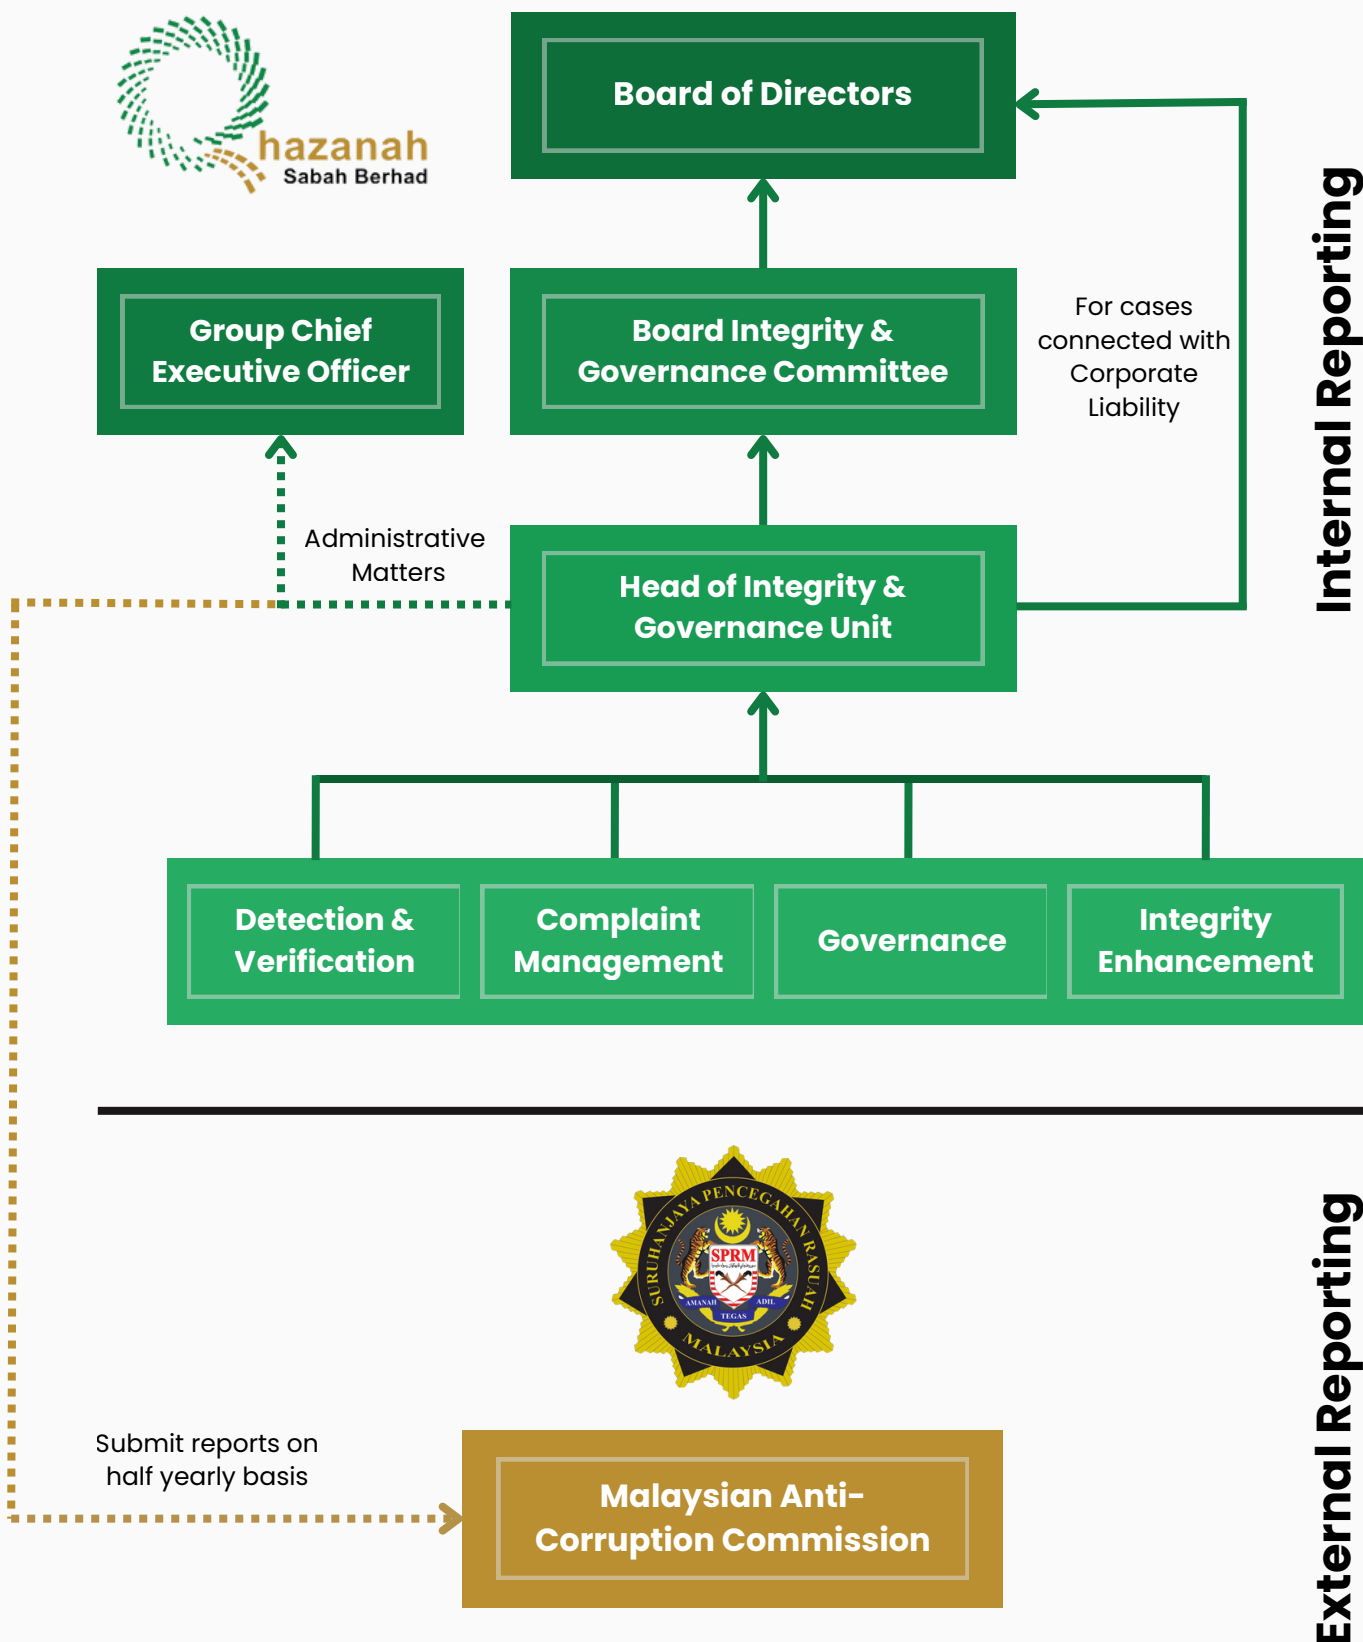 hazanah
Sabah Berhad
Board of Directors
Internal Reporting
Group Chief
Executive Officer
Board Integrity &
Governance Committee
For cases
connected with
Corporate
Liability
Administrative
Matters
Head of Integrity &
Governance Unit
Detection &
Verification
Complaint
Management
Governance
Integrity
Enhancement
SURUHANJAYA PENCEGAHAN RASUAH
SPRM
AMANAH
TEGAS
ADIL
MALAYSIA
External Reporting
Submit reports on
half yearly basis
Malaysian Anti-
Corruption Commission